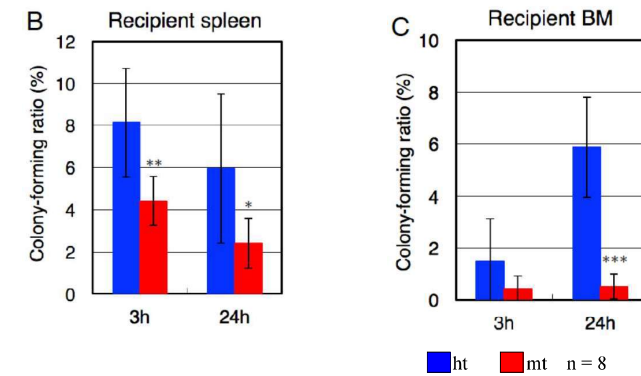 B
Recipient spleen
Colony-forming ratio (%)
12
10
8
6
4
2
0
**
*
3h
24h
C
Recipient BM
Colony-forming ratio (%)
10
8
6
4
2
0
***
3h
24h
ht
mt
n = 8